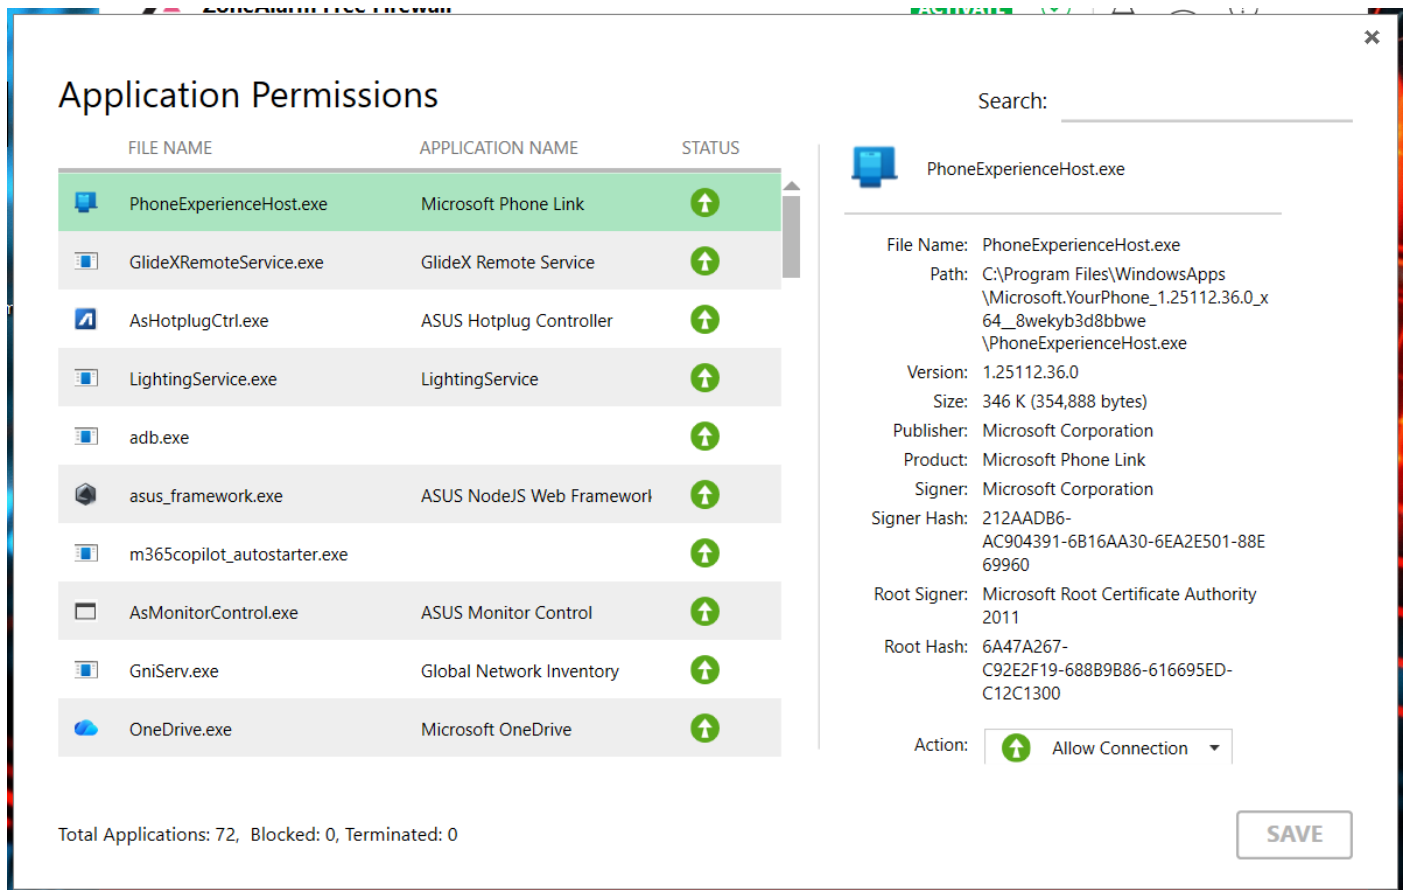 ZoneAlarm Free Firewall
ACTIVATE
Application Permissions
Search:
FILE NAME APPLICATION NAME STATUS
PhoneExperienceHost.exe Microsoft Phone Link
GlideXRemoteService.exe GlideX Remote Service
AsHotplugCtrl.exe ASUS Hotplug Controller
LightingService.exe LightingService
adb.exe
asus_framework.exe ASUS NodeJS Web Framework
m365copilot_autostarter.exe
AsMonitorControl.exe ASUS Monitor Control
GniServ.exe Global Network Inventory
OneDrive.exe Microsoft OneDrive
PhoneExperienceHost.exe
File Name: PhoneExperienceHost.exe
Path: C:\Program Files\WindowsApps
\Microsoft.YourPhone_1.25112.36.0_x
64__8wekyb3d8bbwe
\PhoneExperienceHost.exe
Version: 1.25112.36.0
Size: 346 K (354,888 bytes)
Publisher: Microsoft Corporation
Product: Microsoft Phone Link
Signer: Microsoft Corporation
Signer Hash: 212AADB6-
AC904391-6B16AA30-6EA2E501-88E
69960
Root Signer: Microsoft Root Certificate Authority
2011
Root Hash: 6A47A267-
C92E2F19-688B9B86-616695ED-
C12C1300
Action: Allow Connection
Total Applications: 72, Blocked: 0, Terminated: 0
SAVE